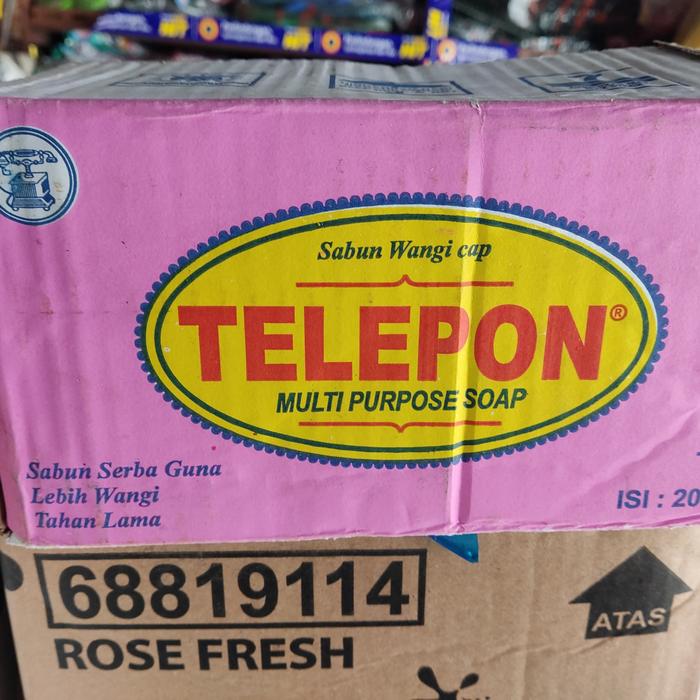 Sabun Wangi cap
TELEPON®
MULTI PURPOSE SOAP
Sabun Serba Guna
Lebih Wangi
Tahan Lama
ISI : 20
68819114
ROSE FRESH
ATAS